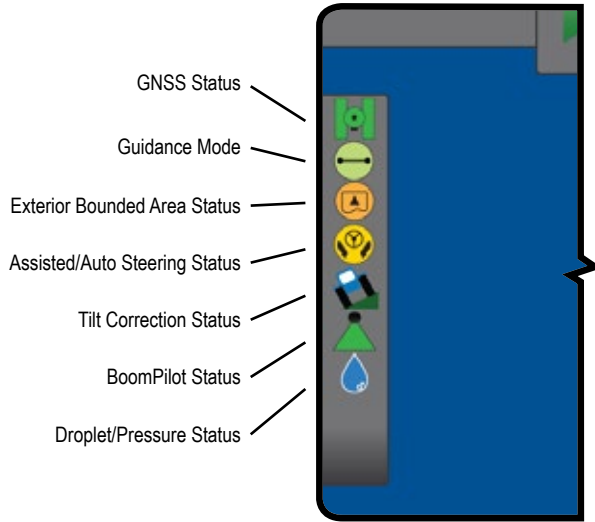 GNSS Status
Guidance Mode
Exterior Bounded Area Status
Assisted/Auto Steering Status
Tilt Correction Status
BoomPilot Status
Droplet/Pressure Status